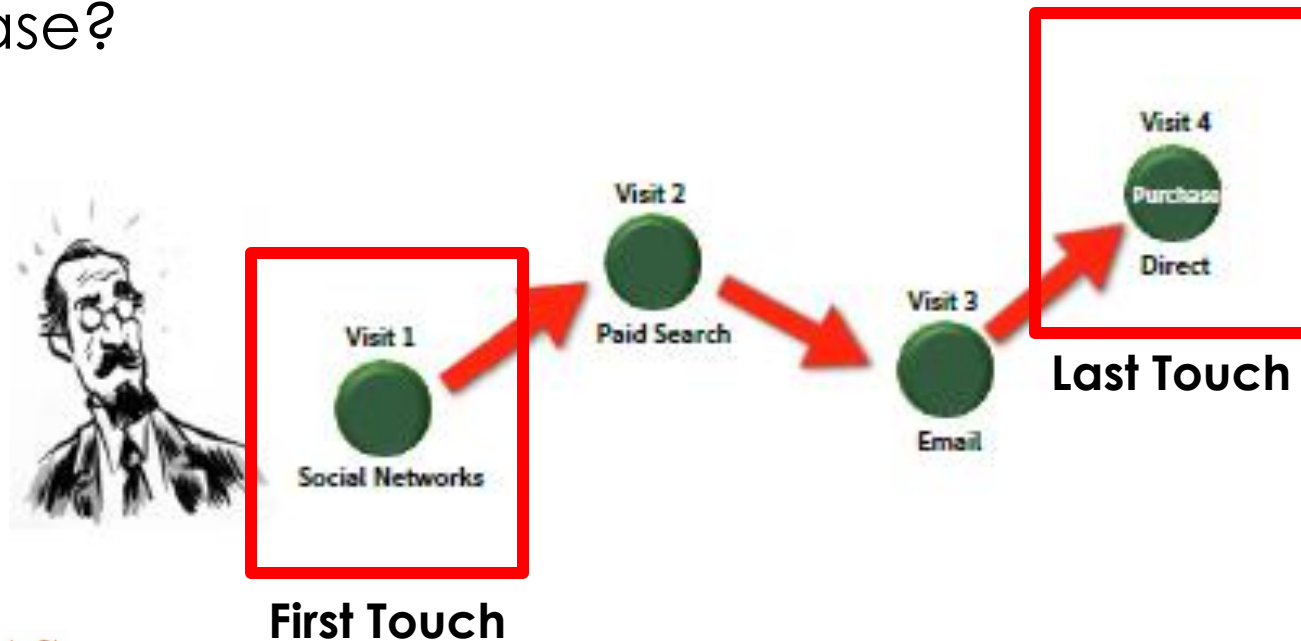 ase?
Visit 4
Purchase
Direct
Last Touch
Visit 2
Paid Search
Visit 3
Email
Visit 1
Social Networks
First Touch